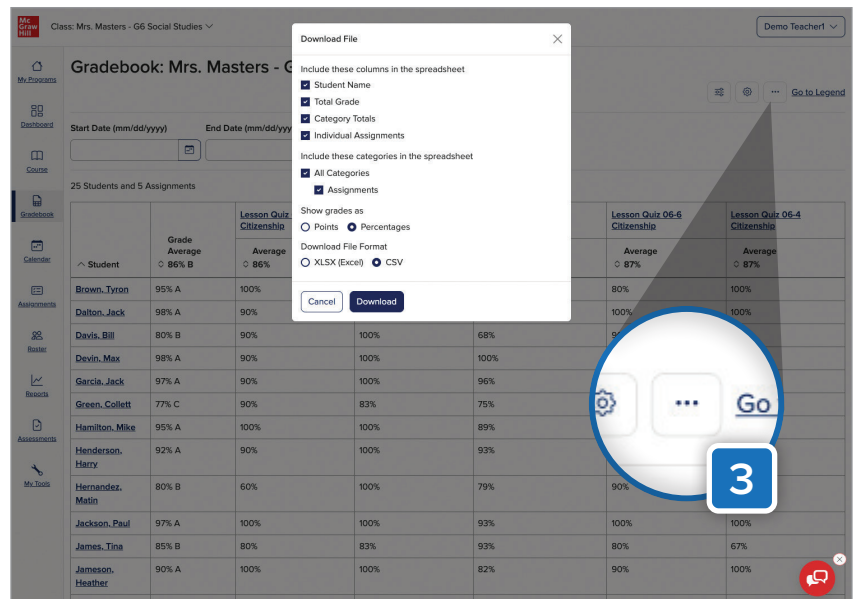 Mc Graw Hill
Class: Mrs. Masters - G6 Social Studies
Demo Teacher1
Download File
Include these columns in the spreadsheet
Student Name
Total Grade
Category Totals
Individual Assignments
Include these categories in the spreadsheet
All Categories
Assignments
Show grades as
Points Percentages
Download File Format
XLSX (Excel) CSV
Cancel Download
My Programs
Dashboard
Course
Gradebook
Calendar
Assignments
Roster
Reports
Assessments
My Tools
Gradebook: Mrs. Masters - G
... Go to Legend
Start Date (mm/dd/yyyy) End Date (mm/dd/yyy
25 Students and 5 Assignments
Lesson Quiz Citizenship
Lesson Quiz 06-6 Citizenship
Lesson Quiz 06-4 Citizenship
Student
Grade Average 86% B
Average 86%
Average 87%
Average 87%
Brown, Tyron 95% A 100% 80% 100%
Dalton, Jack 98% A 90% 100% 100%
Davis, Bill 80% B 90% 100% 68%
Devin, Max 98% A 90% 100% 100%
Garcia, Jack 97% A 90% 100% 96%
Green, Collett 77% C 90% 83% 75%
Hamilton, Mike 95% A 100% 100% 89%
Henderson, Harry 92% A 90% 100% 93%
Hernandez, Matin 80% B 60% 100% 79% 90%
Jackson, Paul 97% A 100% 100% 93% 100% 100%
James, Tina 85% B 80% 83% 93% 80% 67%
Jameson, Heather 90% A 100% 100% 82% 90% 100%
... Go
3